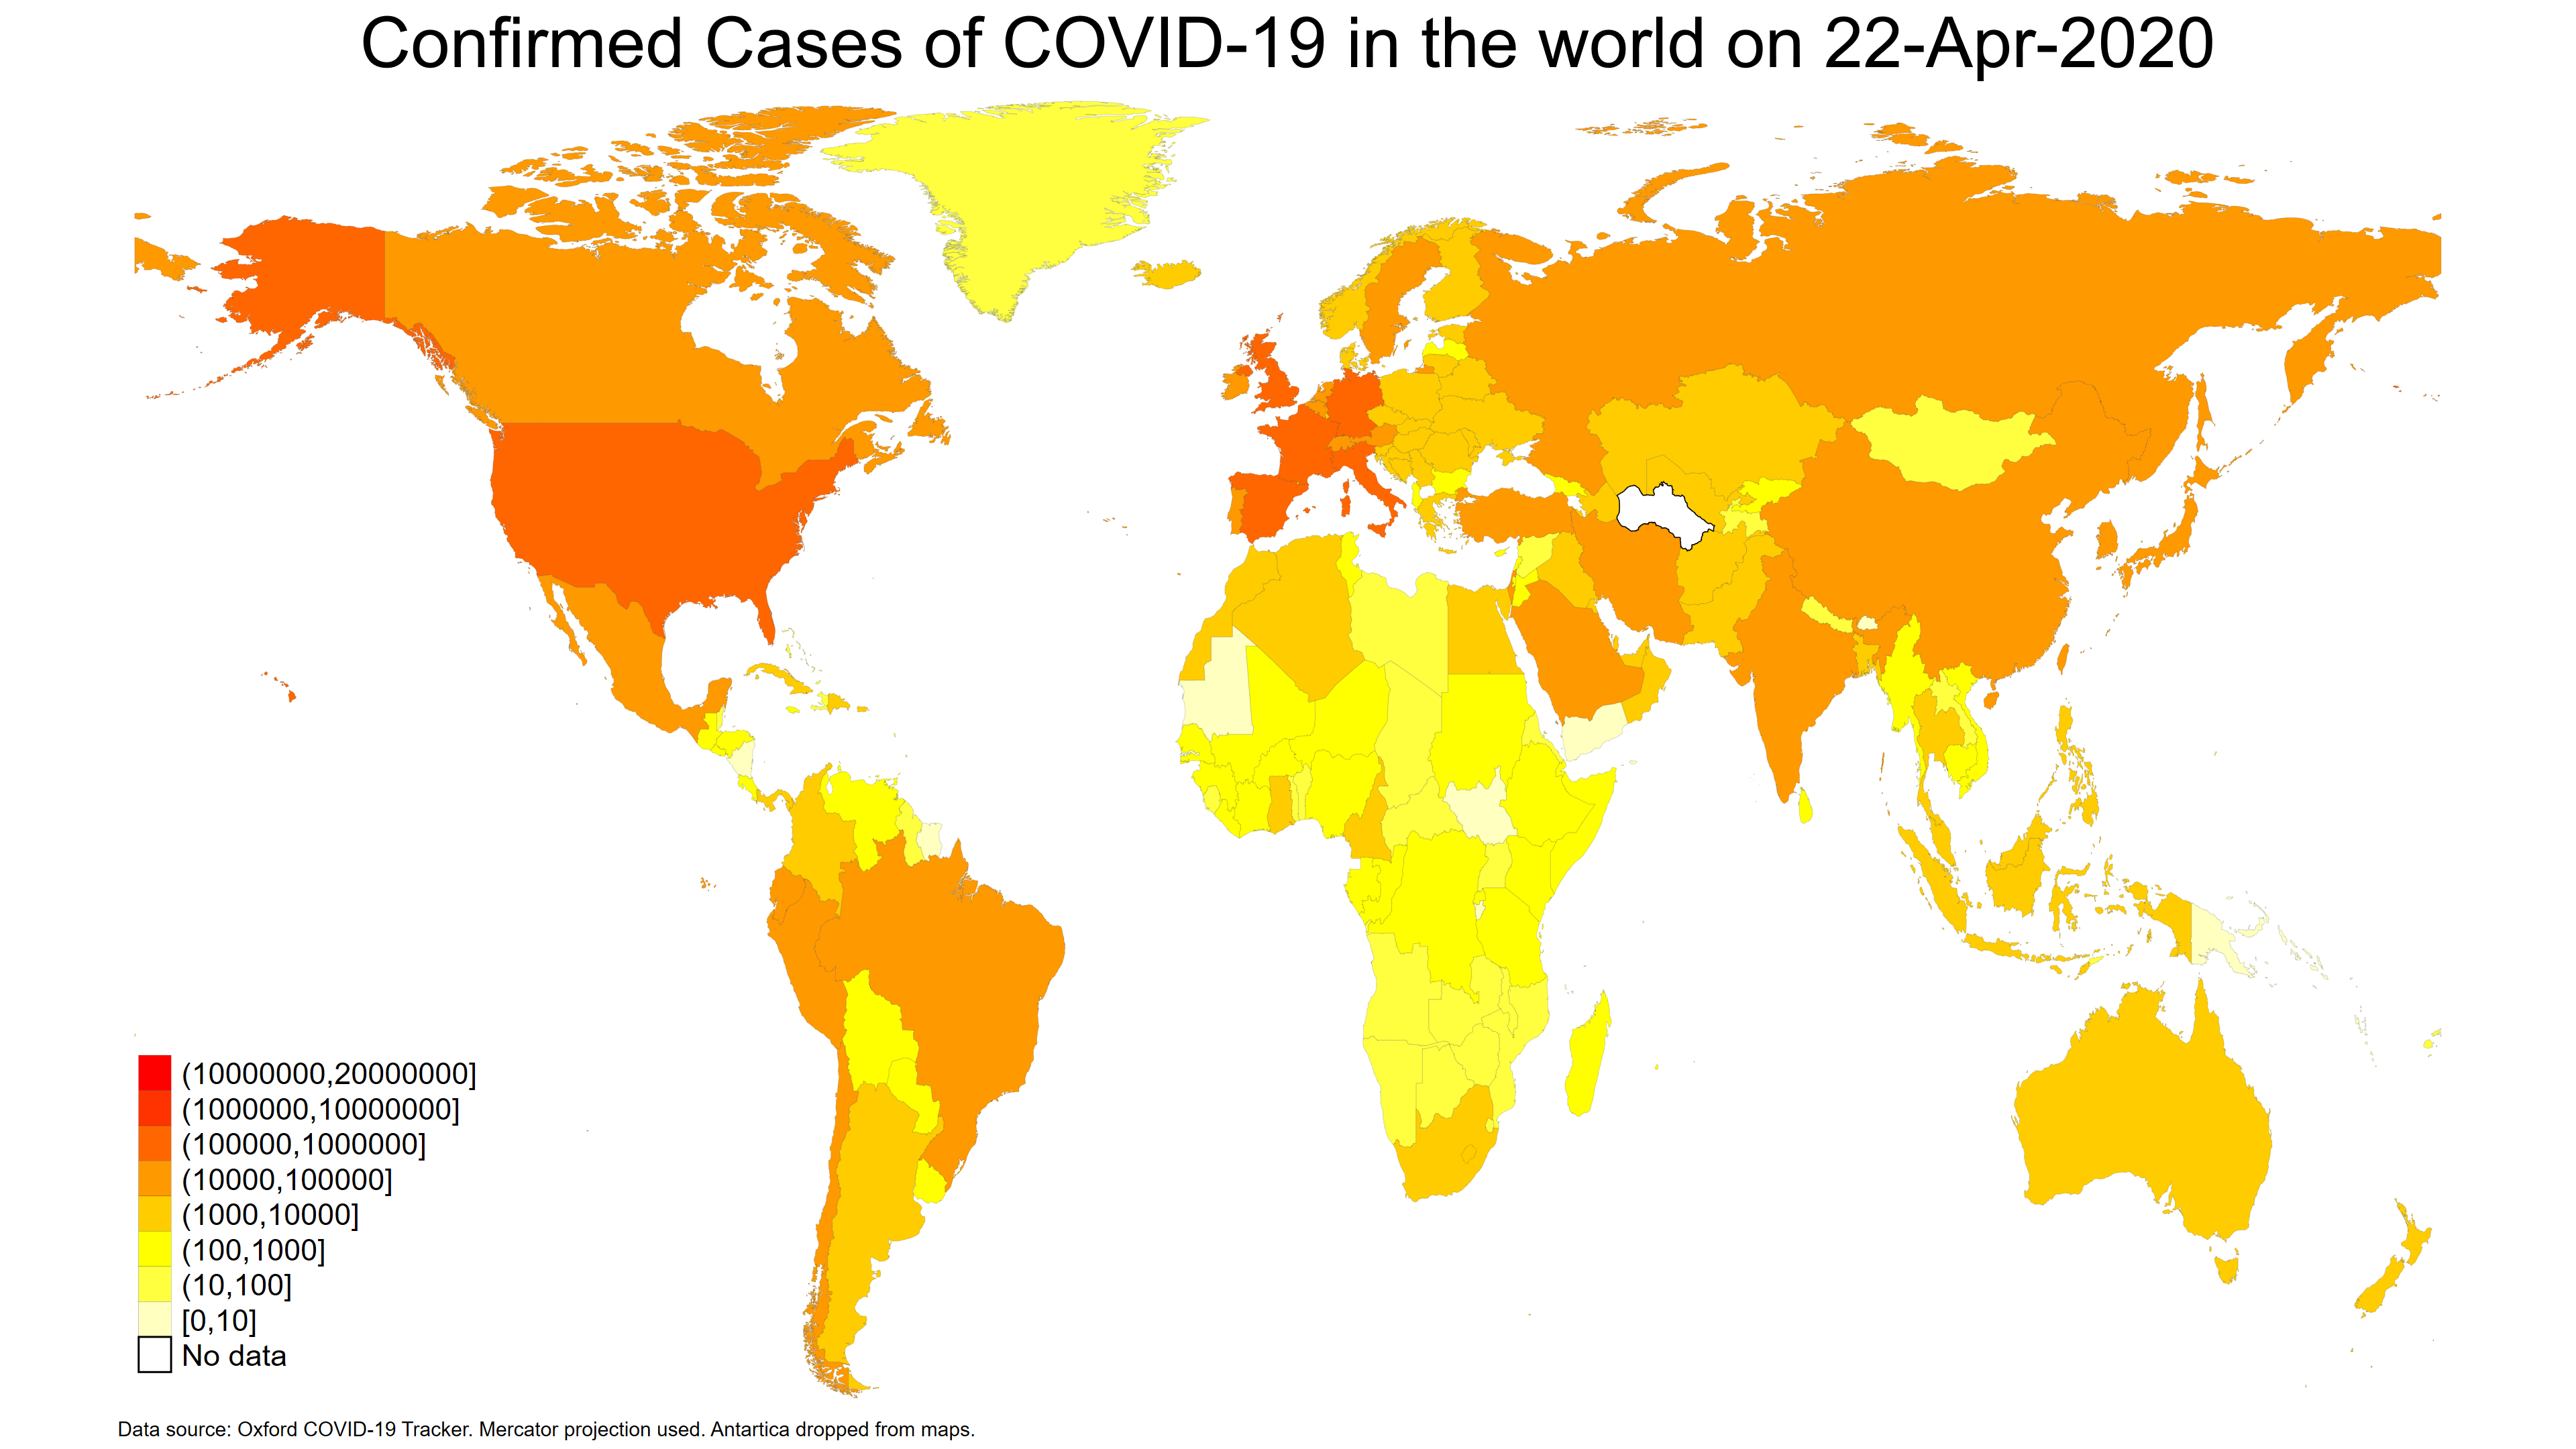 Confirmed Cases of COVID-19 in the world on 22-Apr-2020
(10000000,20000000]
(1000000,10000000]
(100000,1000000]
(10000,100000]
(1000,10000]
(100,1000]
(10,100]
[0,10]
No data
Data source: Oxford COVID-19 Tracker. Mercator projection used. Antartica dropped from maps.